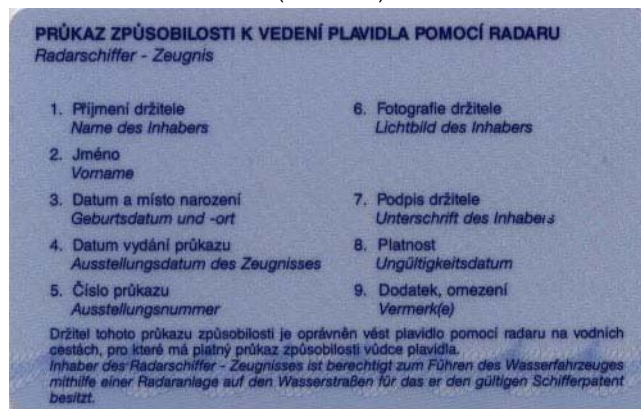 PRŮKAZ ZPŮSOBILOSTI K VEDENÍ PLAVIDLA POMOCÍ RADARU
Radarschiffer - Zeugnis
1. Příjmení držitele
Name des Inhabers
2. Jméno
Vorname
3. Datum a místo narození
Geburtsdatum und -ort
4. Datum vydání průkazu
Ausstellungsdatum des Zeugnisses
5. Číslo průkazu
Ausstellungsnummer
6. Fotografie držitele
Lichtbild des Inhabers
7. Podpis držitele
Unterschrift des Inhabers
8. Platnost
Ungültigkeitsdatum
9. Dodatek, omezení
Vermerk(e)
Držitel tohoto průkazu způsobilosti je oprávněn vést plavidlo pomocí radaru na vodních
cestách, pro které má platný průkaz způsobilosti vůdce plavidla.
Inhaber des Radarschiffer - Zeugnisses ist berechtigt zum Führen des Wasserfahrzeuges
mithilfe einer Radaranlage auf den Wasserstraßen für das er den gültigen Schifferpatent
besitzt.